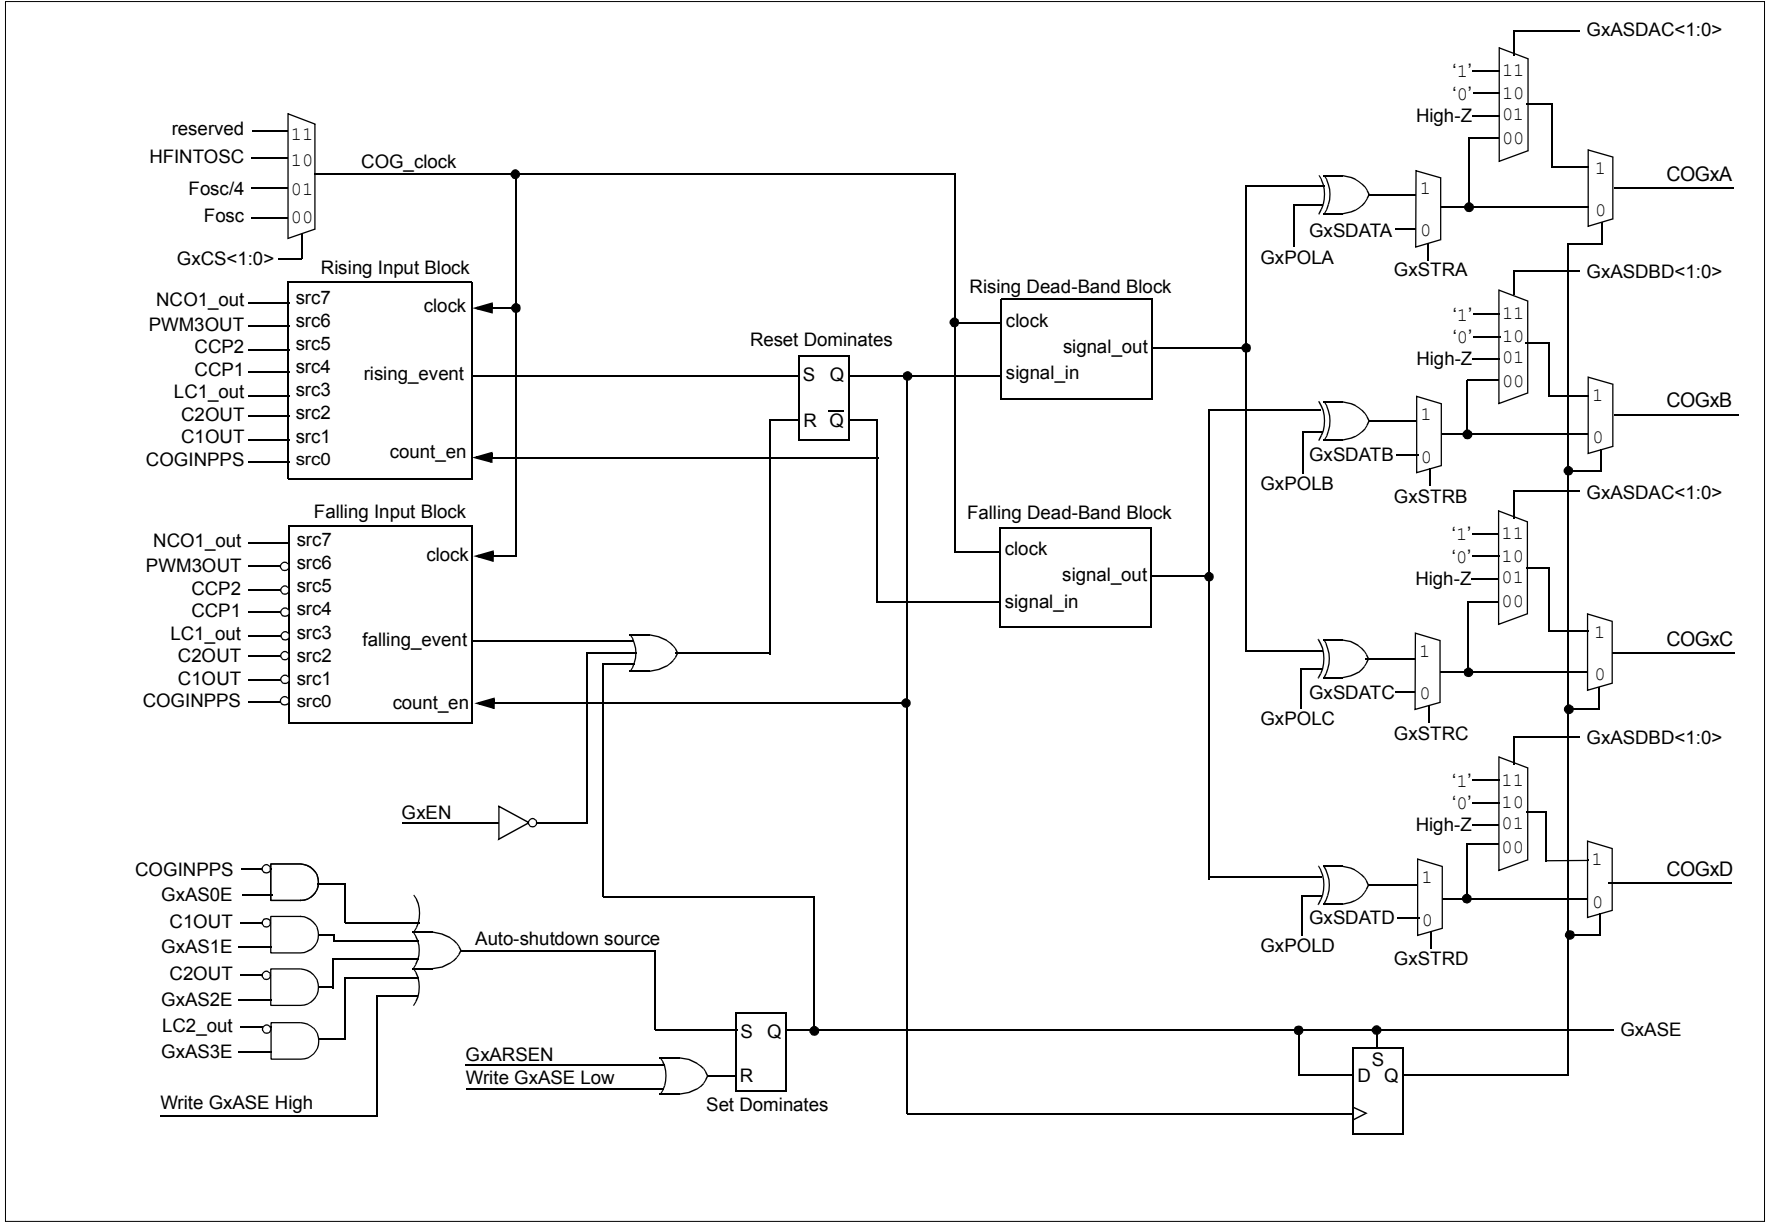 GxASDAC<1:0>
‘1’ 11
‘0’ 10
High-Z 01
00
1
0
COGxA
reserved 11
HFINTOSC 10
Fosc/4 01
Fosc 00
GxCS<1:0>
COG_clock
1
0
GxSDATA
GxPOLA
GxSTRA
Rising Input Block
NCO1_out src7
PWM3OUT src6
CCP2 src5
CCP1 src4
LC1_out src3
C2OUT src2
C1OUT src1
COGINPPS src0
clock
rising_event
count_en
Reset Dominates
S Q
R Q
Rising Dead-Band Block
clock
signal_out
signal_in
GxASDBD<1:0>
‘1’ 11
‘0’ 10
High-Z 01
00
1
0
COGxB
1
0
GxSDATB
GxPOLB
GxSTRB
Falling Input Block
NCO1_out src7
PWM3OUT src6
CCP2 src5
CCP1 src4
LC1_out src3
C2OUT src2
C1OUT src1
COGINPPS src0
clock
falling_event
count_en
Falling Dead-Band Block
clock
signal_out
signal_in
GxASDAC<1:0>
‘1’ 11
‘0’ 10
High-Z 01
00
1
0
COGxC
1
0
GxSDATC
GxPOLC
GxSTRC
GxASDBD<1:0>
‘1’ 11
‘0’ 10
High-Z 01
00
1
0
COGxD
1
0
GxSDATD
GxPOLD
GxSTRD
GxEN
COGINPPS
GxAS0E
C1OUT
GxAS1E
C2OUT
GxAS2E
LC2_out
GxAS3E
Write GxASE High
Auto-shutdown source
GxARSEN
Write GxASE Low
S Q
R
Set Dominates
GxASE
S
D Q